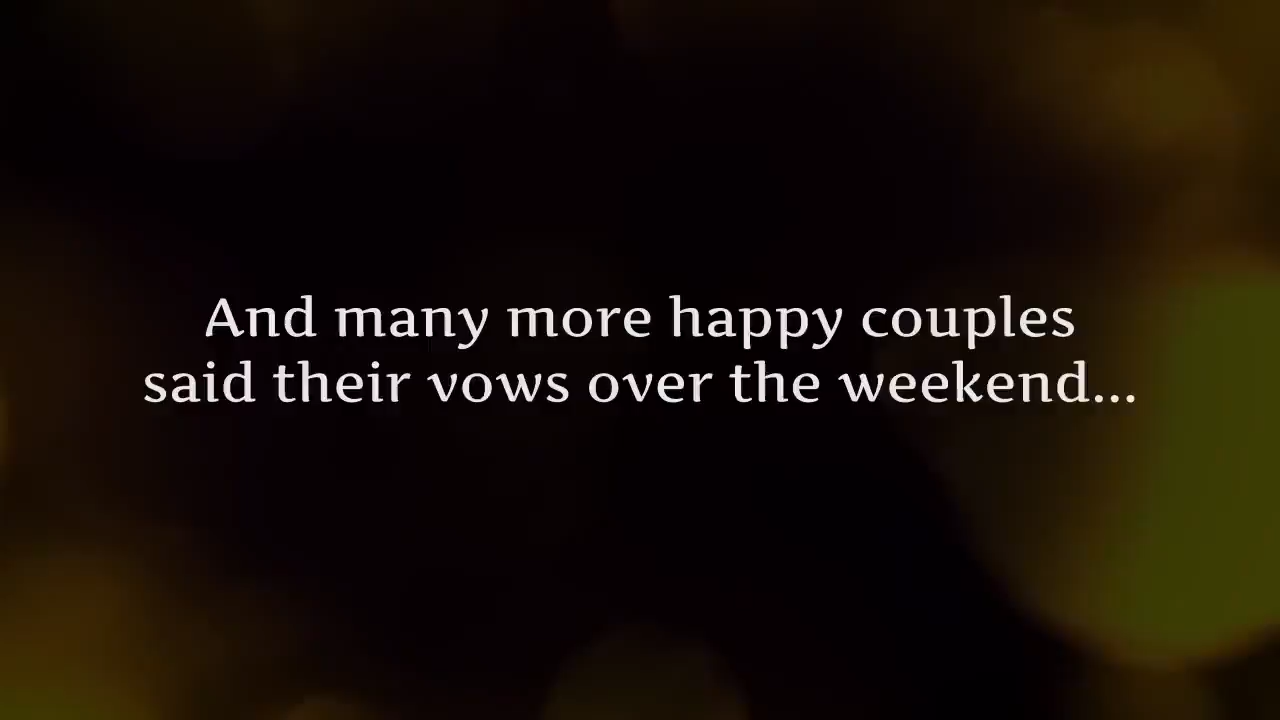 And many more happy couples
said their vows over the weekend...